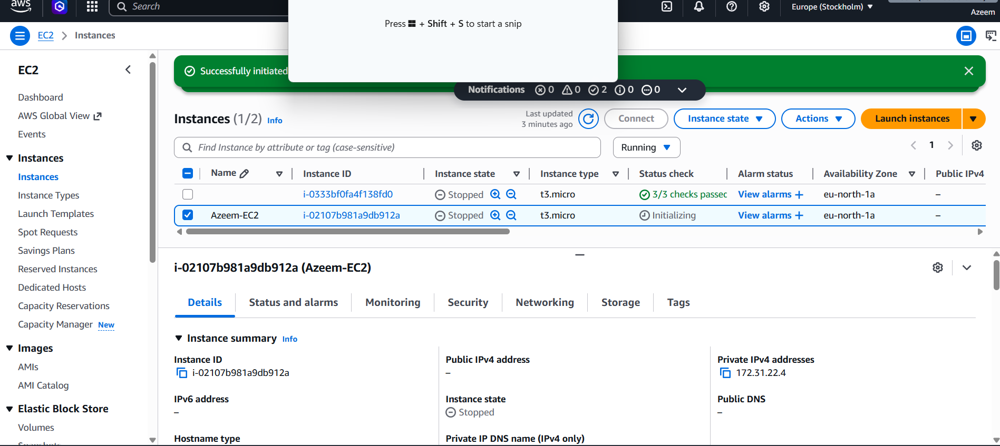 aws
Search
Europe (Stockholm)
Azeem
Press + Shift + S to start a snip
EC2
Instances
EC2
Dashboard
AWS Global View
Events
Instances
Instances
Instance Types
Launch Templates
Spot Requests
Savings Plans
Reserved Instances
Dedicated Hosts
Capacity Reservations
Capacity Manager New
Images
AMIs
AMI Catalog
Elastic Block Store
Volumes
Successfully initiated
Notifications 0 0 2 0 0
Instances (1/2) Info
Last updated
3 minutes ago
Connect
Instance state
Actions
Launch instances
Find Instance by attribute or tag (case-sensitive)
Running
1
Name Instance ID Instance state Instance type Status check Alarm status Availability Zone Public IPv4
i-0333bf0fa4f138fd0 Stopped t3.micro 3/3 checks passed View alarms + eu-north-1a –
Azeem-EC2 i-02107b981a9db912a Stopped t3.micro Initializing View alarms + eu-north-1a –
i-02107b981a9db912a (Azeem-EC2)
Details Status and alarms Monitoring Security Networking Storage Tags
Instance summary Info
Instance ID
i-02107b981a9db912a
Public IPv4 address
–
Private IPv4 addresses
172.31.22.4
IPv6 address
–
Instance state
Stopped
Public DNS
–
Hostname type
Private IP DNS name (IPv4 only)